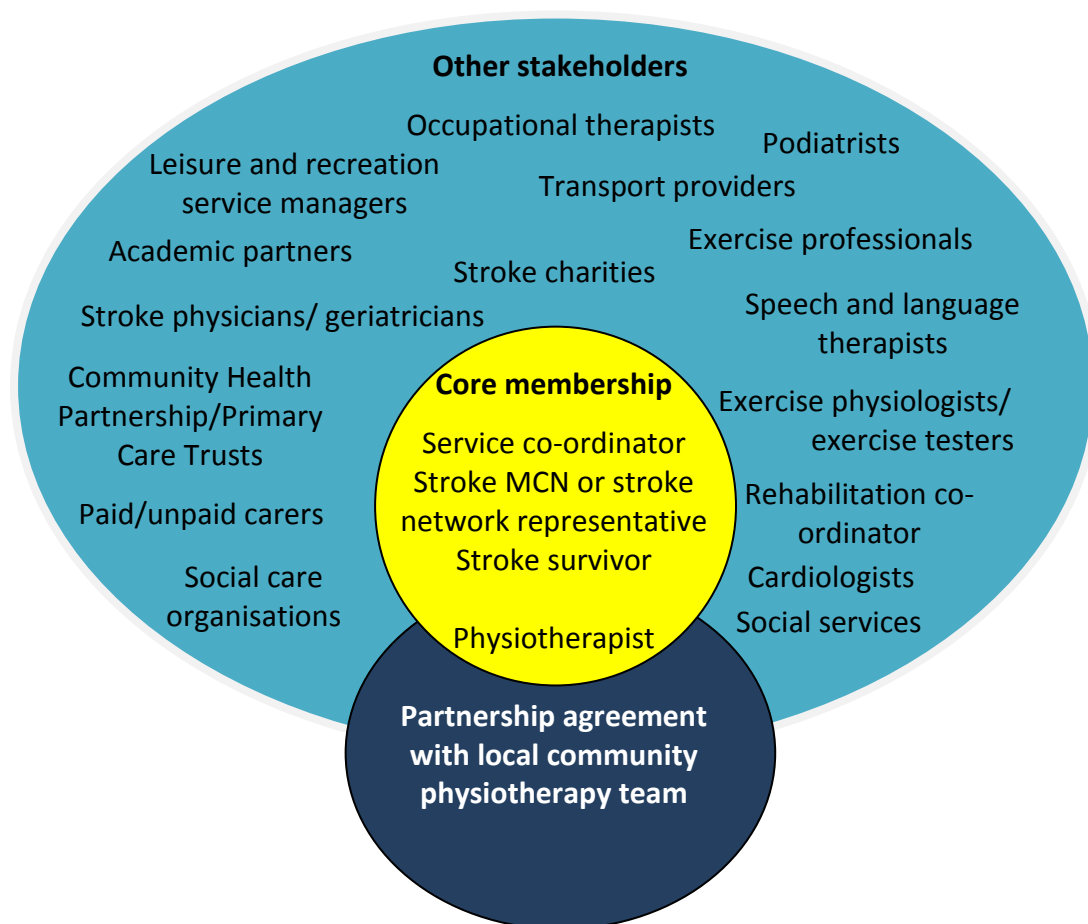 Other stakeholders
Occupational therapists
Podiatrists
Leisure and recreation
service managers
Transport providers
Academic partners
Exercise professionals
Stroke charities
Stroke physicians/ geriatricians
Speech and language
therapists
Community Health
Partnership/Primary
Care Trusts
Exercise physiologists/
exercise testers
Paid/unpaid carers
Rehabilitation co-
ordinator
Social care
organisations
Cardiologists
Social services
Core membership
Service co-ordinator
Stroke MCN or stroke
network representative
Stroke survivor
Physiotherapist
Partnership agreement
with local community
physiotherapy team